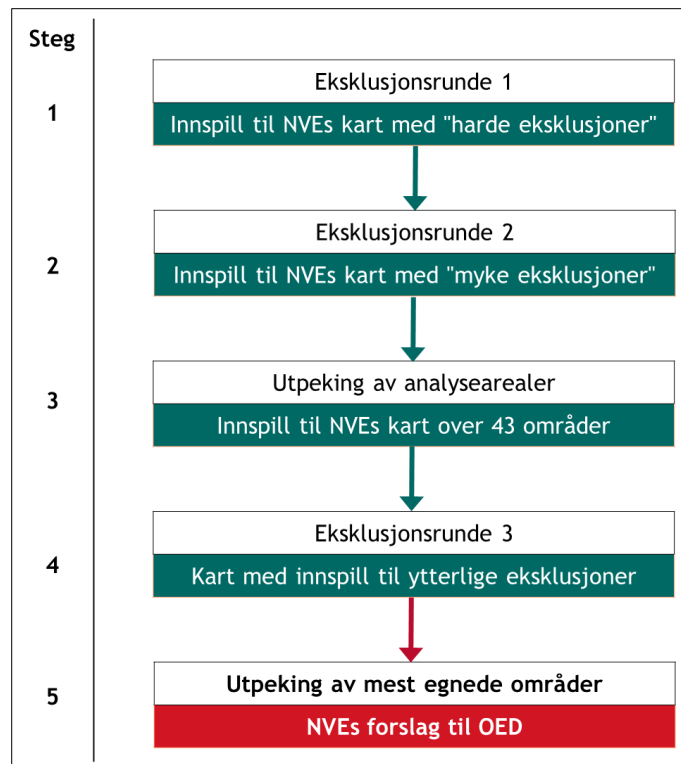 Steg
1
Eksklusjonsrunde 1
Innspill til NVEs kart med "harde eksklusjoner"
2
Eksklusjonsrunde 2
Innspill til NVEs kart med "myke eksklusjoner"
3
Utpeking av analysearealer
Innspill til NVEs kart over 43 områder
4
Eksklusjonsrunde 3
Kart med innspill til ytterlige eksklusjoner
5
Utpeking av mest egnede områder
NVEs forslag til OED